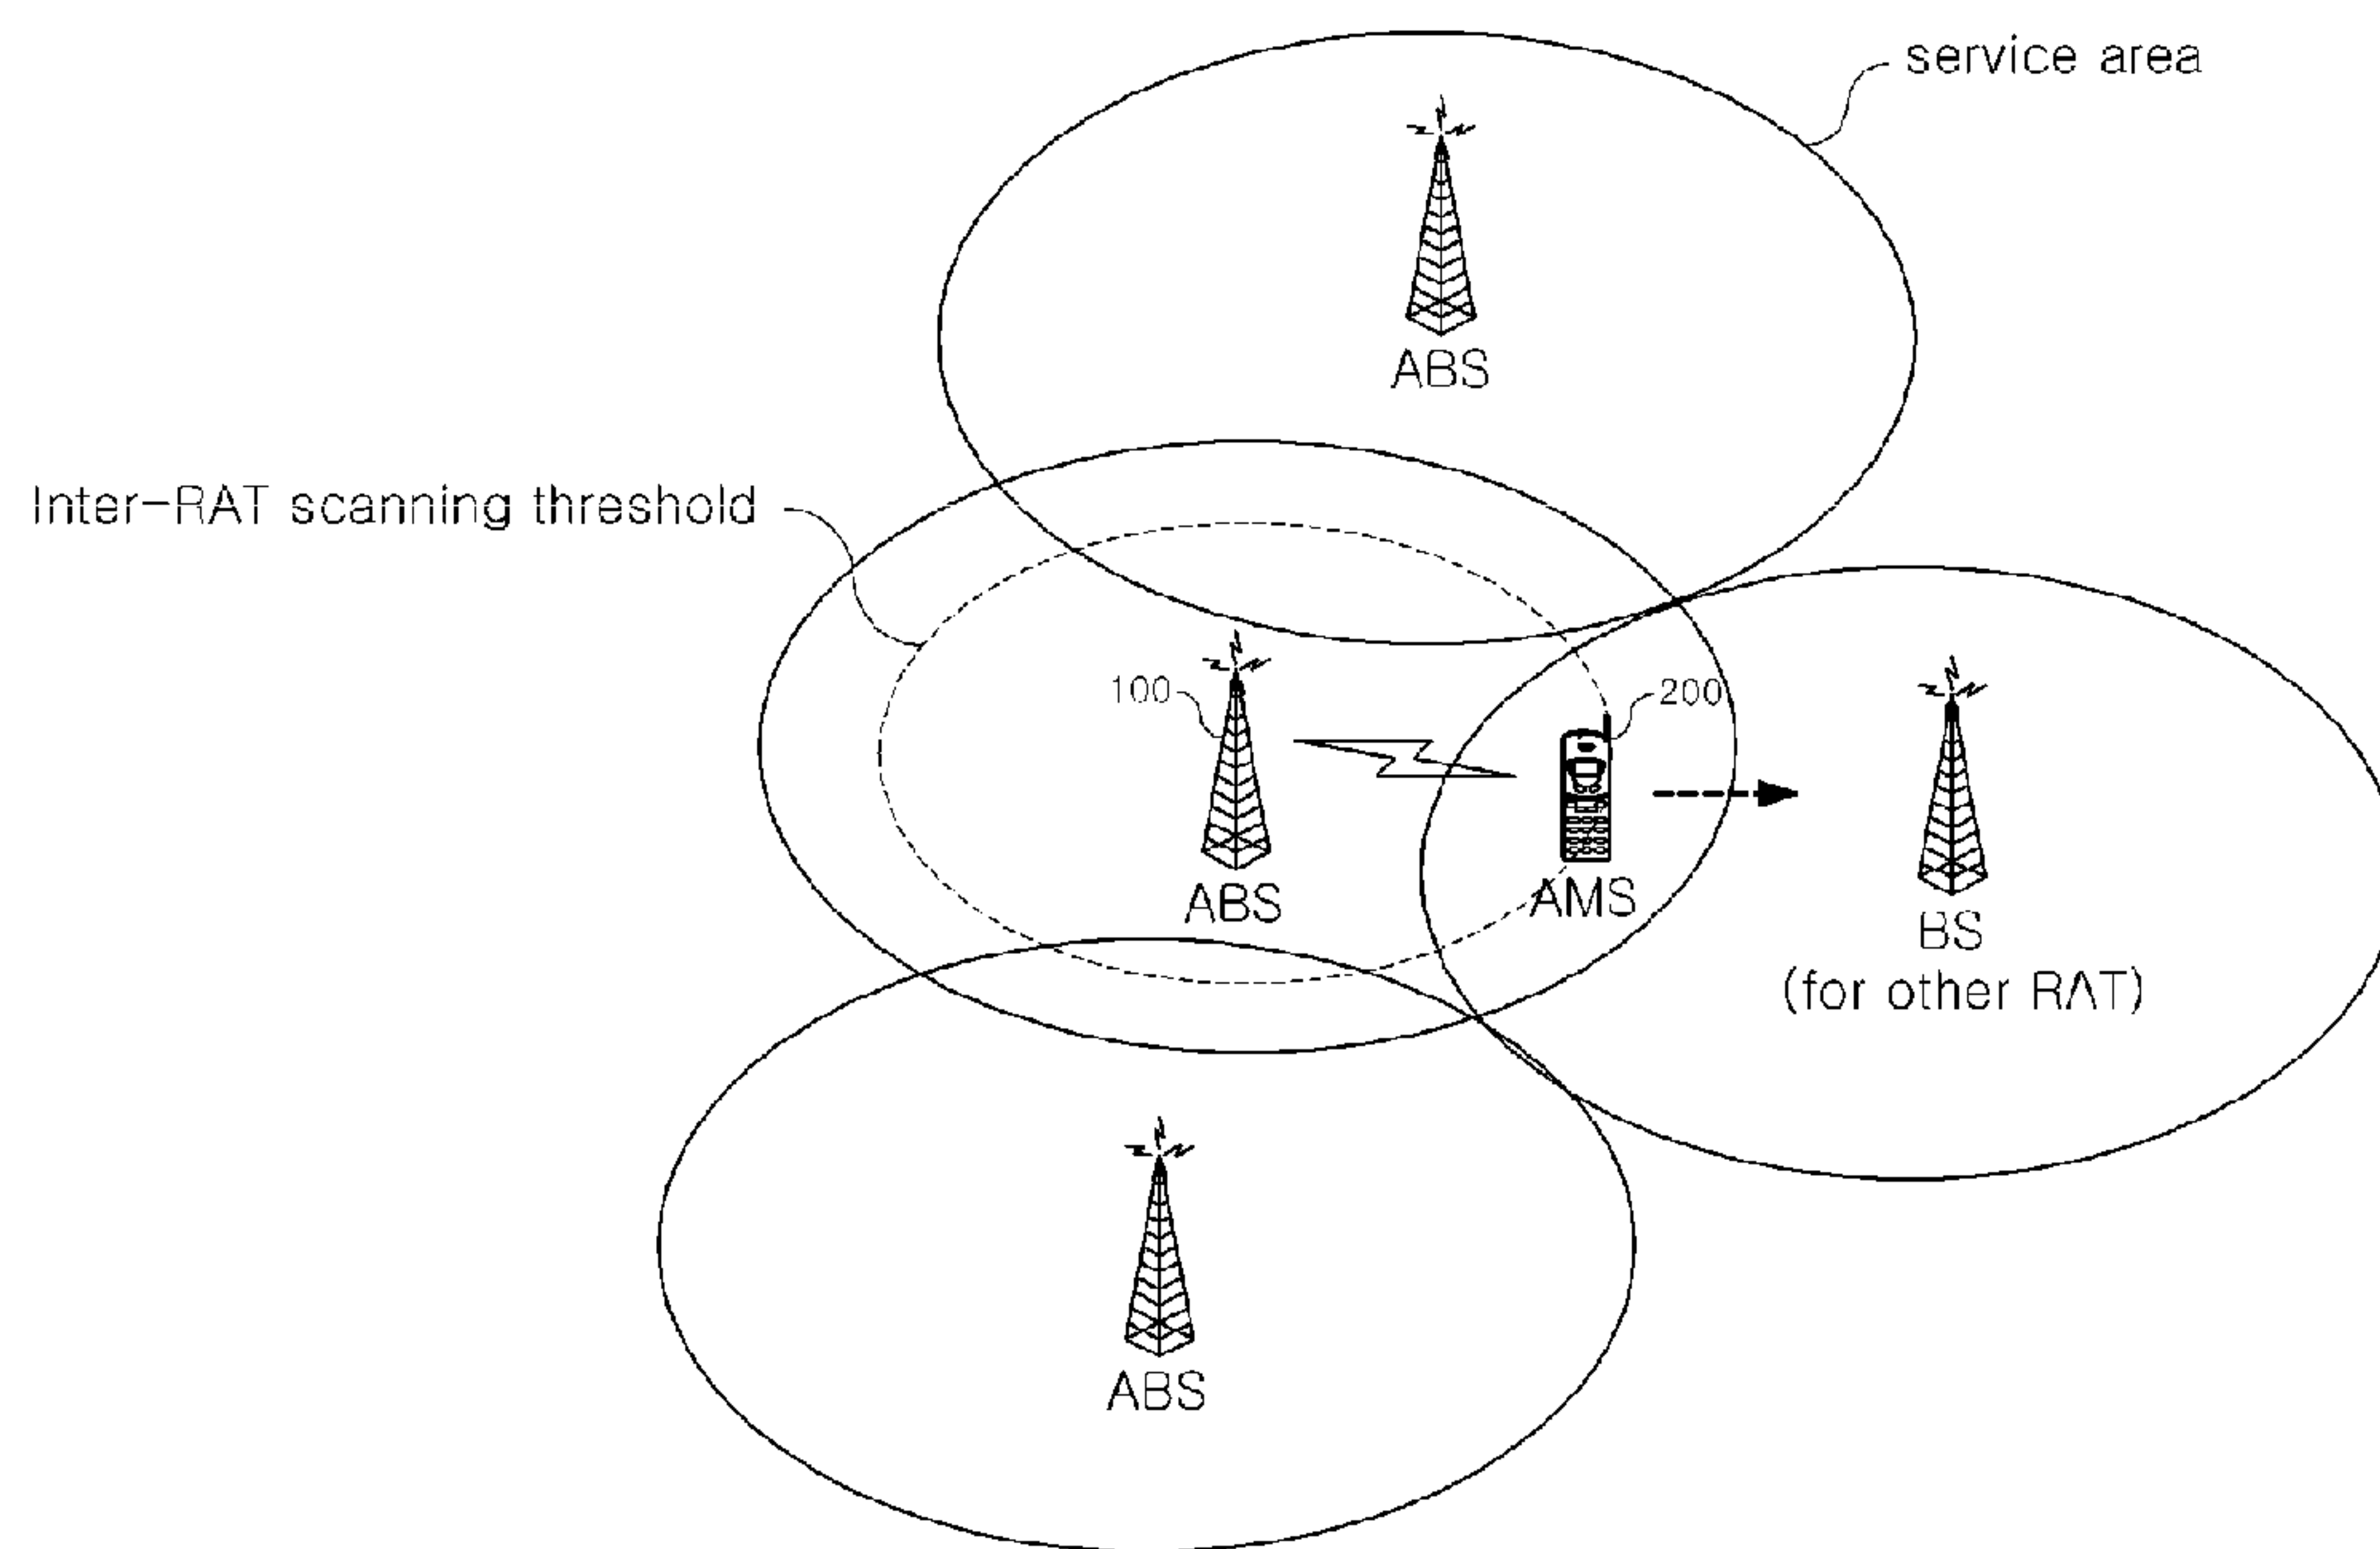 service area
ABS
Inter-RAT scanning threshold
100
200
ABS
AMS
BS
(for other RAT)
ABS